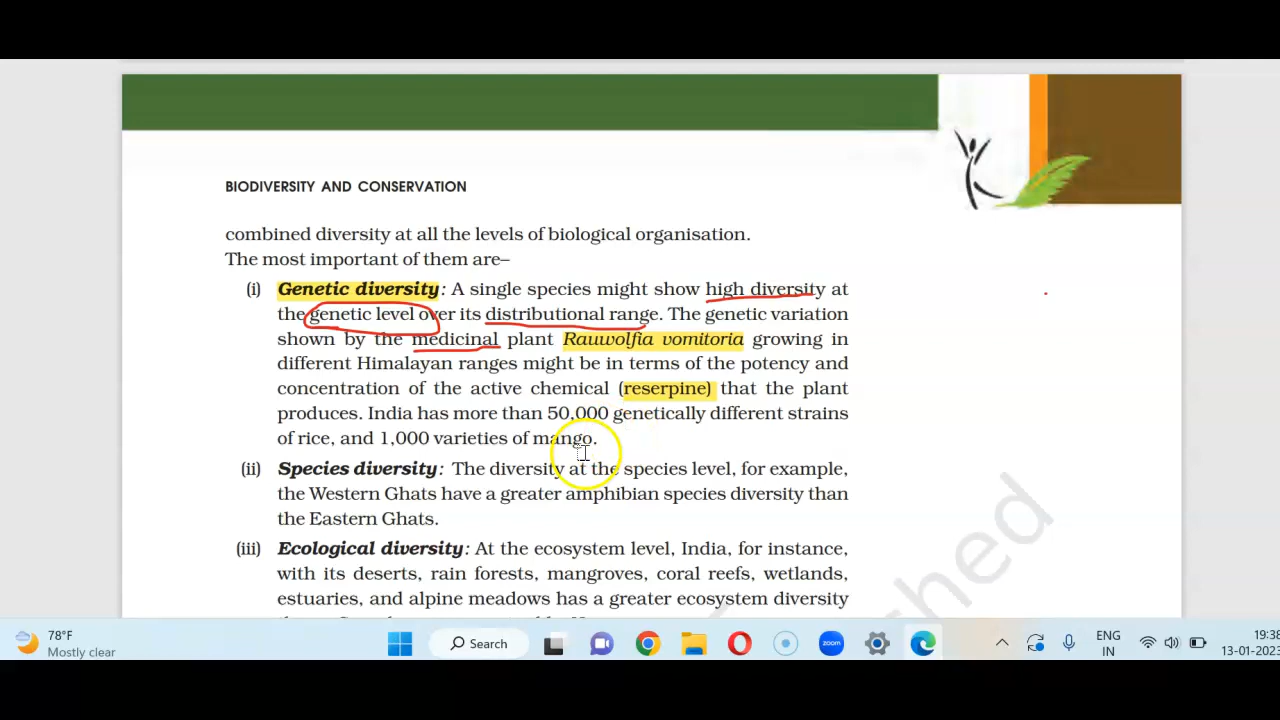 BIODIVERSITY AND CONSERVATION
combined diversity at all the levels of biological organisation.
The most important of them are–
(i) Genetic diversity: A single species might show high diversity at
the genetic level over its distributional range. The genetic variation
shown by the medicinal plant Rauwolfia vomitoria growing in
different Himalayan ranges might be in terms of the potency and
concentration of the active chemical (reserpine) that the plant
produces. India has more than 50,000 genetically different strains
of rice, and 1,000 varieties of mango.
(ii) Species diversity: The diversity at the species level, for example,
the Western Ghats have a greater amphibian species diversity than
the Eastern Ghats.
(iii) Ecological diversity: At the ecosystem level, India, for instance,
with its deserts, rain forests, mangroves, coral reefs, wetlands,
estuaries, and alpine meadows has a greater ecosystem diversity
78°F
Mostly clear
Search
zoom
ENG
IN
19:38
13-01-2023